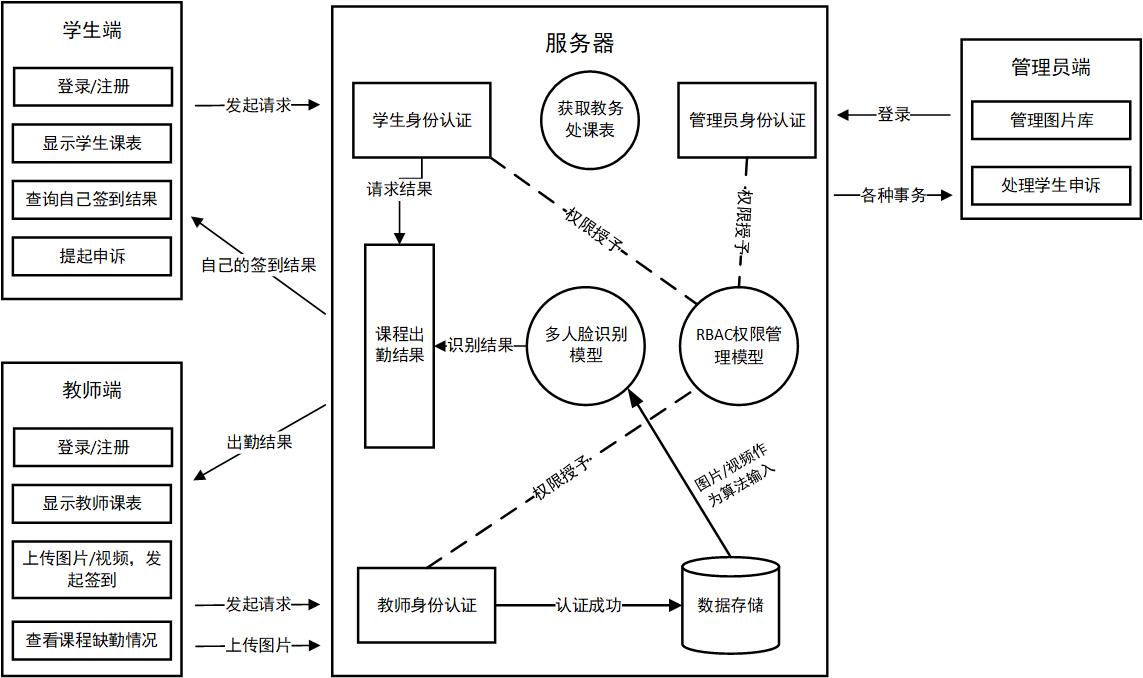 学生端
登录/注册
显示学生课表
查询自己签到结果
提起申诉
发起请求
自己的签到结果
教师端
登录/注册
显示教师课表
上传图片/视频，发
起签到
查看课程缺勤情况
出勤结果
发起请求
上传图片
服务器
学生身份认证
获取教务
处课表
管理员身份认证
请求结果
权限授予
权限授予
课程出
勤结果
识别结果
多人脸识别
模型
RBAC权限管
理模型
权限授予
图片/视频作
为算法输入
教师身份认证
认证成功
数据存储
登录
各种事务
管理员端
管理图片库
处理学生申诉